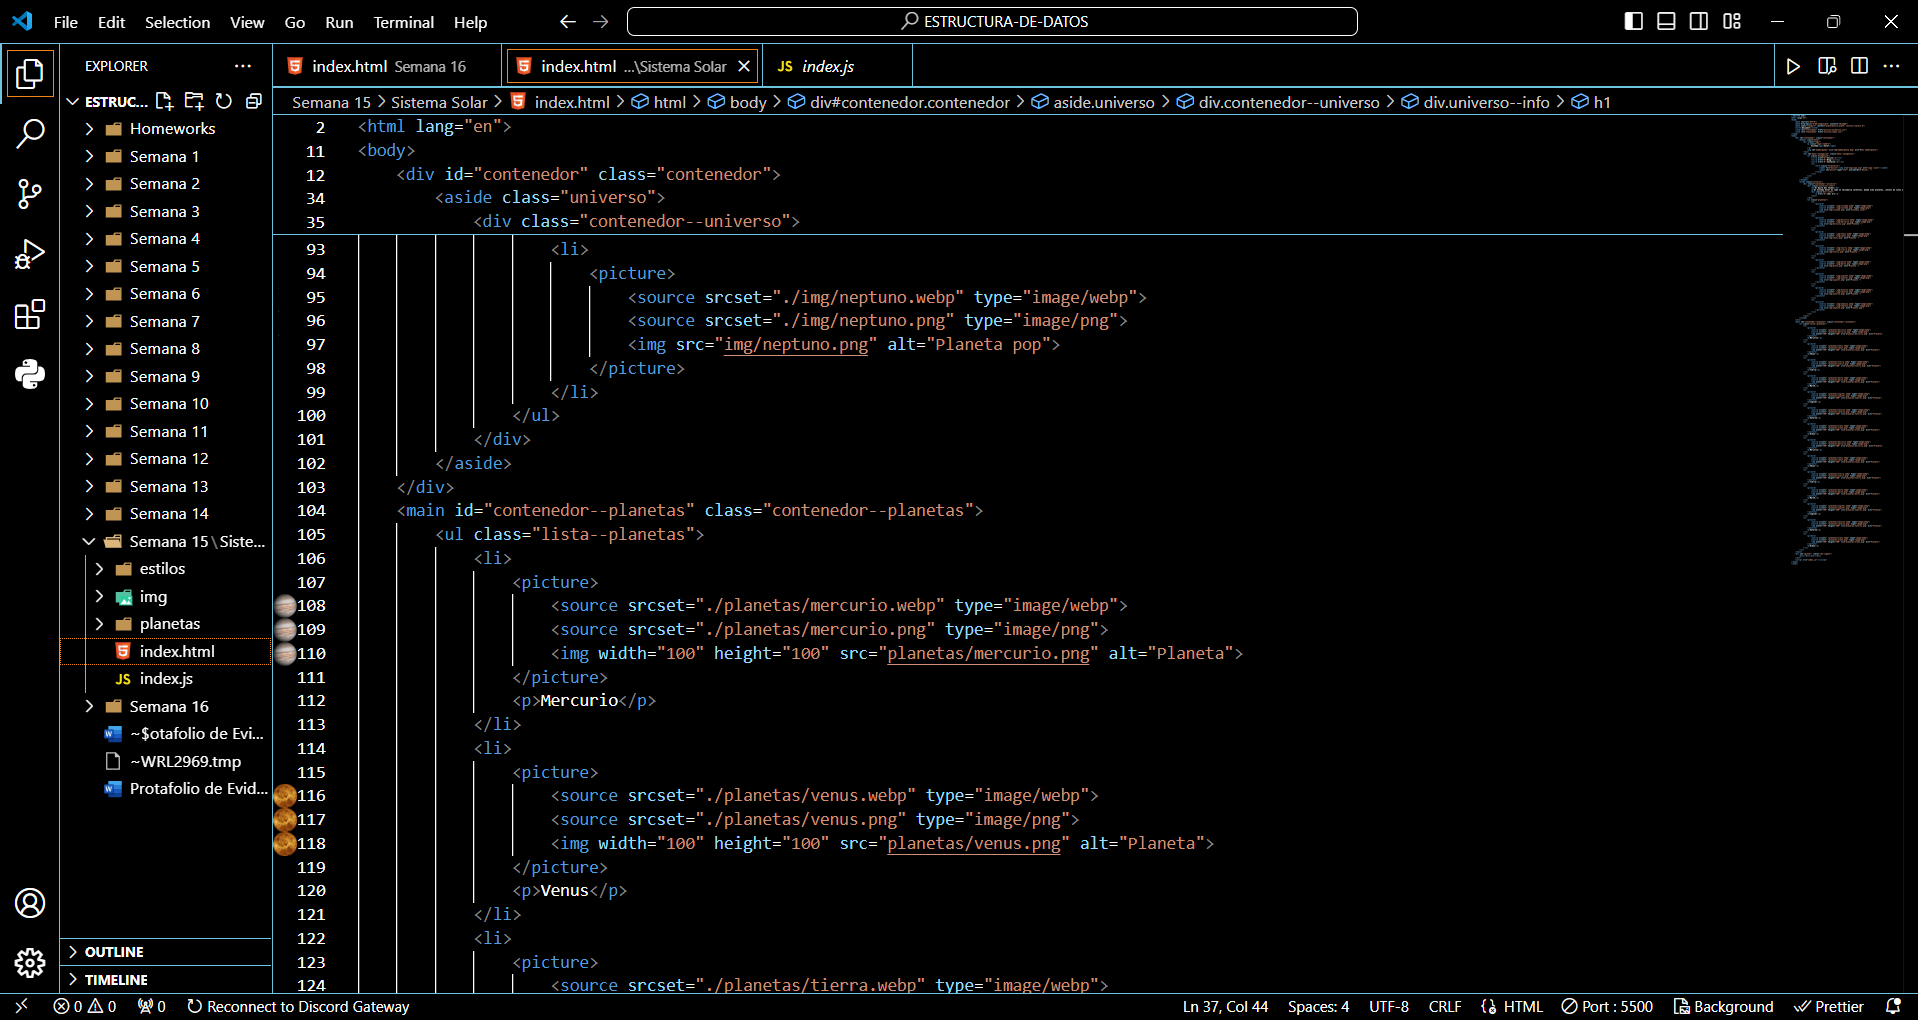 File Edit Selection View Go Run Terminal Help
ESTRUCTURA-DE-DATOS
EXPLORER
ESTRUC...
Homeworks
Semana 1
Semana 2
Semana 3
Semana 4
Semana 5
Semana 6
Semana 7
Semana 8
Semana 9
Semana 10
Semana 11
Semana 12
Semana 13
Semana 14
Semana 15\Siste...
estilos
img
planetas
index.html
JS index.js
Semana 16
~$otafolio de Evi...
~WRL2969.tmp
Protafolio de Evid...
OUTLINE
TIMELINE
index.html Semana 16
index.html ...\Sistema Solar
JS index.js
Semana 15 > Sistema Solar > index.html > html > body > div#contenedor.contenedor > aside.universo > div.contenedor--universo > div.universo--info > h1
2 <html lang="en">
11 <body>
12 <div id="contenedor" class="contenedor">
34 <aside class="universo">
35 <div class="contenedor--universo">
93 <li>
94 <picture>
95 <source srcset="./img/neptuno.webp" type="image/webp">
96 <source srcset="./img/neptuno.png" type="image/png">
97 <img src="img/neptuno.png" alt="Planeta pop">
98 </picture>
99 </li>
100 </ul>
101 </div>
102 </aside>
103 </div>
104 <main id="contenedor--planetas" class="contenedor--planetas">
105 <ul class="lista--planetas">
106 <li>
107 <picture>
108 <source srcset="./planetas/mercurio.webp" type="image/webp">
109 <source srcset="./planetas/mercurio.png" type="image/png">
110 <img width="100" height="100" src="planetas/mercurio.png" alt="Planeta">
111 </picture>
112 <p>Mercurio</p>
113 </li>
114 <li>
115 <picture>
116 <source srcset="./planetas/venus.webp" type="image/webp">
117 <source srcset="./planetas/venus.png" type="image/png">
118 <img width="100" height="100" src="planetas/venus.png" alt="Planeta">
119 </picture>
120 <p>Venus</p>
121 </li>
122 <li>
123 <picture>
124 <source srcset="./planetas/tierra.webp" type="image/webp">
0 0 0 Reconnect to Discord Gateway
Ln 37, Col 44 Spaces: 4 UTF-8 CRLF {} HTML Port : 5500 Background Prettier